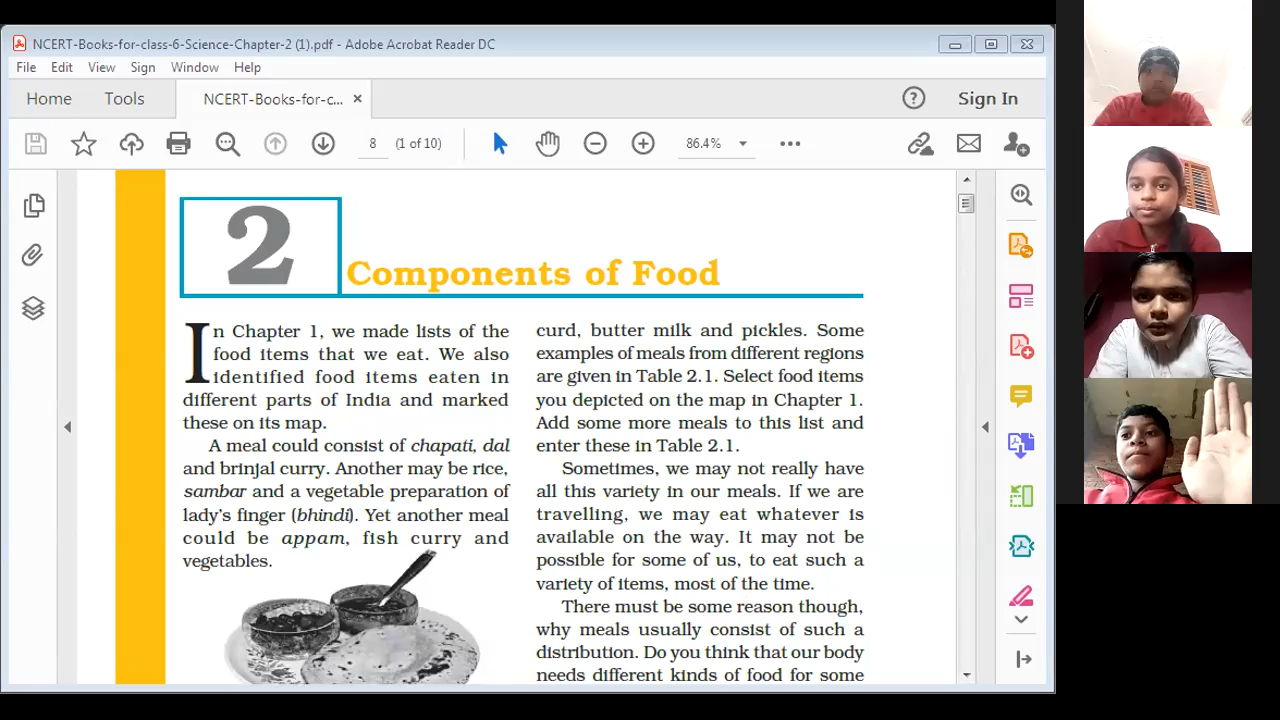 NCERT-Books-for-class-6-Science-Chapter-2 (1).pdf - Adobe Acrobat Reader DC
File Edit View Sign Window Help
Home Tools NCERT-Books-for-c... × Sign In
8 (1 of 10) 86.4%
2
Components of Food
In Chapter 1, we made lists of the
food items that we eat. We also
identified food items eaten in
different parts of India and marked
these on its map.
A meal could consist of chapati, dal
and brinjal curry. Another may be rice,
sambar and a vegetable preparation of
lady's finger (bhindi). Yet another meal
could be appam, fish curry and
vegetables.
curd, butter milk and pickles. Some
examples of meals from different regions
are given in Table 2.1. Select food items
you depicted on the map in Chapter 1.
Add some more meals to this list and
enter these in Table 2.1.
Sometimes, we may not really have
all this variety in our meals. If we are
travelling, we may eat whatever is
available on the way. It may not be
possible for some of us, to eat such a
variety of items, most of the time.
There must be some reason though,
why meals usually consist of such a
distribution. Do you think that our body
needs different kinds of food for some